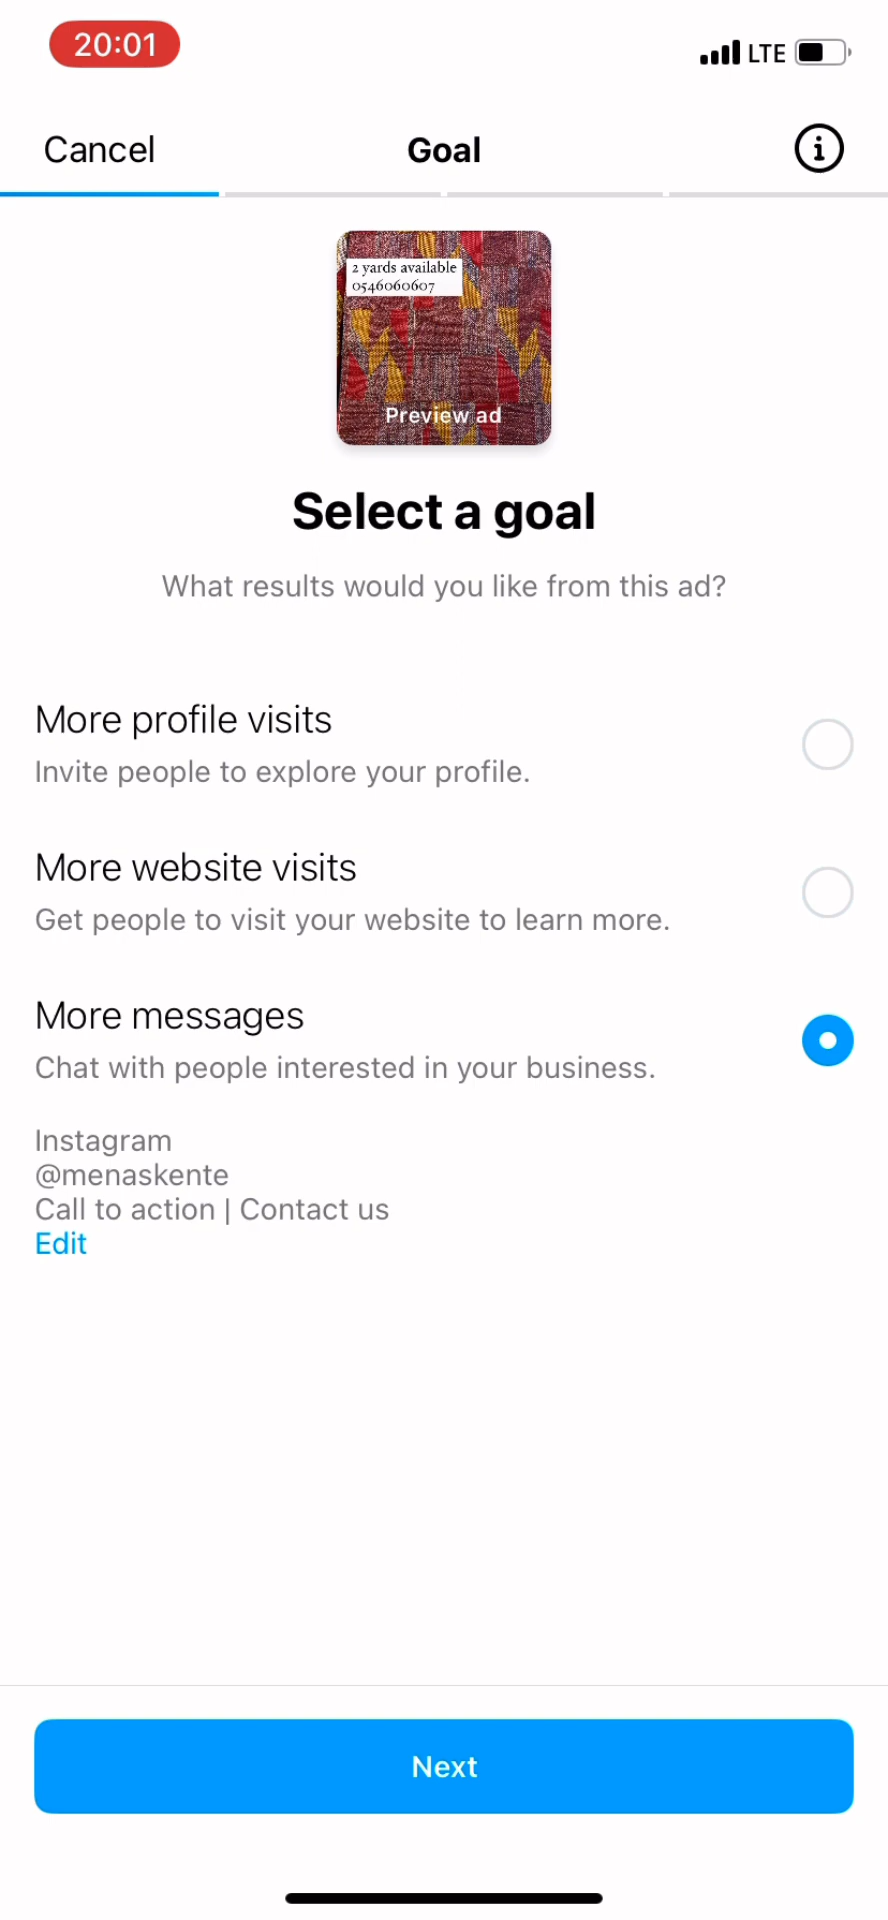 20:01
LTE
Cancel
Goal
2 yards available
0546060607
Preview ad
Select a goal
What results would you like from this ad?
More profile visits
Invite people to explore your profile.
More website visits
Get people to visit your website to learn more.
More messages
Chat with people interested in your business.
Instagram
@menaskente
Call to action | Contact us
Edit
Next